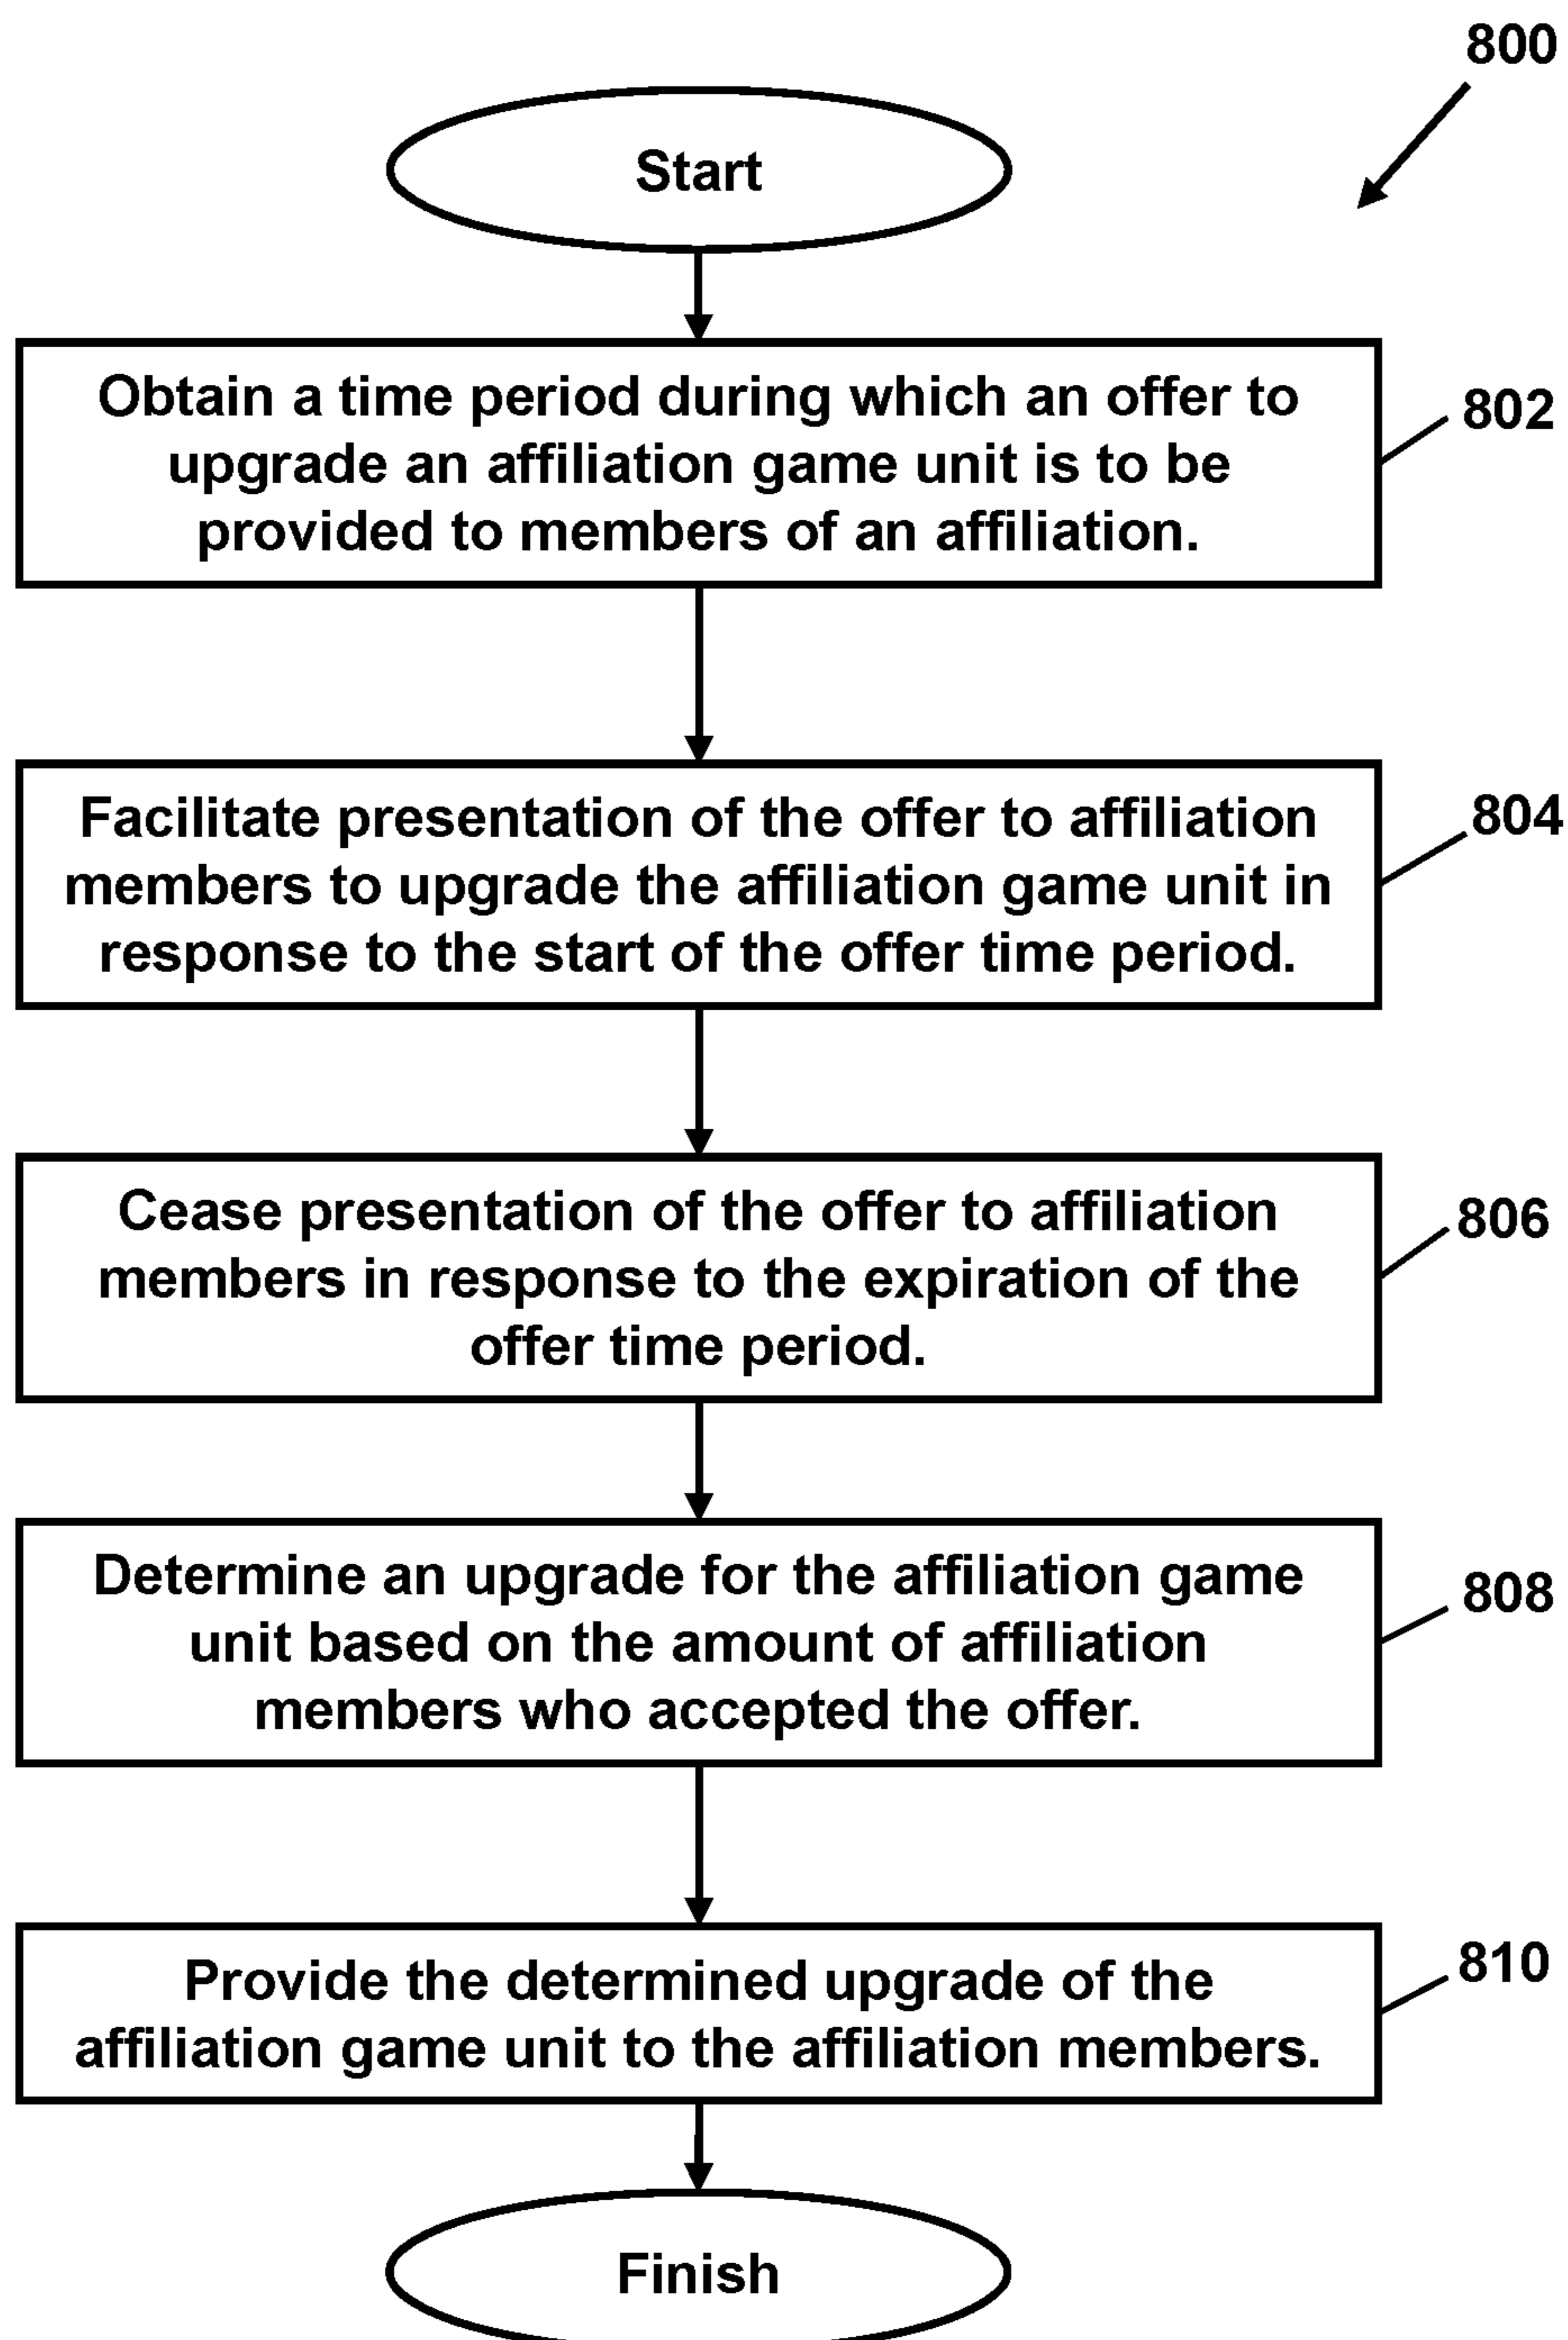 800
Start
Obtain a time period during which an offer to
upgrade an affiliation game unit is to be
provided to members of an affiliation.
802
Facilitate presentation of the offer to affiliation
members to upgrade the affiliation game unit in
response to the start of the offer time period.
804
Cease presentation of the offer to affiliation
members in response to the expiration of the
offer time period.
806
Determine an upgrade for the affiliation game
unit based on the amount of affiliation
members who accepted the offer.
808
Provide the determined upgrade of the
affiliation game unit to the affiliation members.
810
Finish